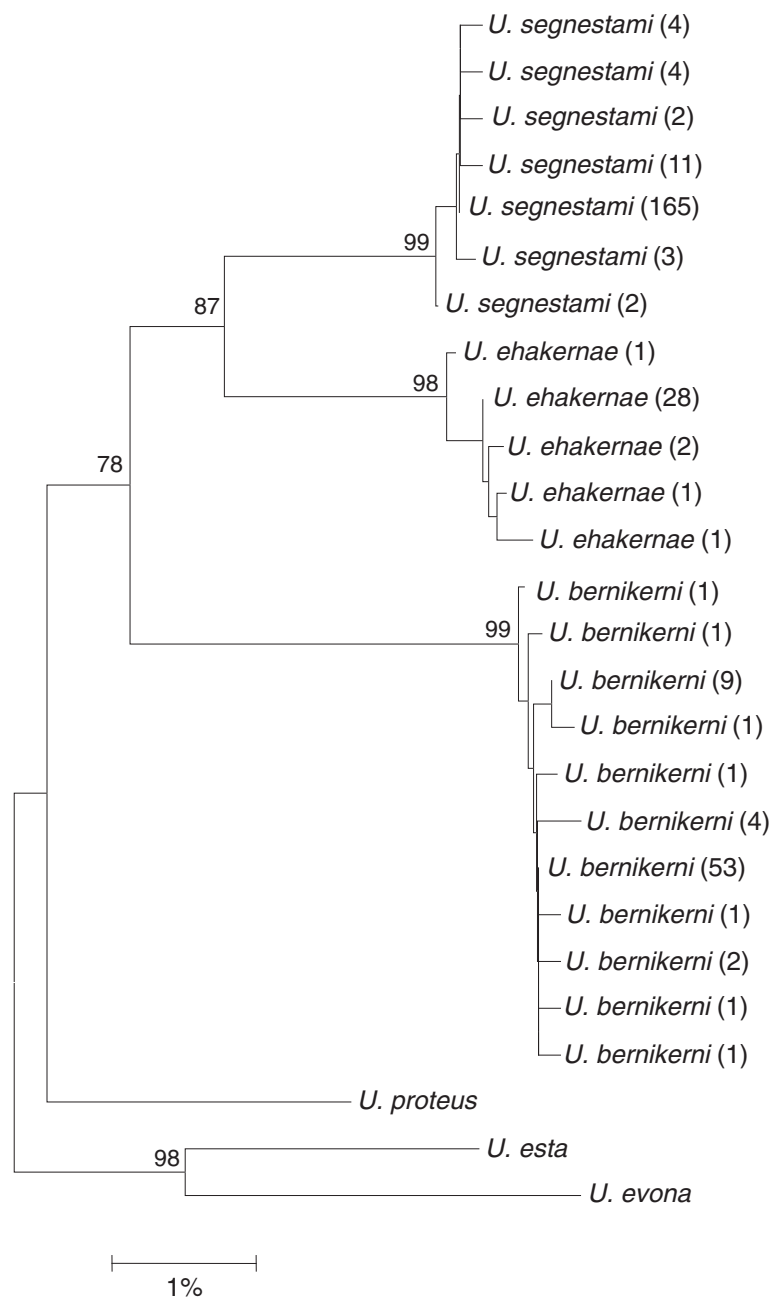 U. segnestami (4)
U. segnestami (4)
U. segnestami (2)
U. segnestami (11)
U. segnestami (165)
99
U. segnestami (3)
87
U. segnestami (2)
U. ehakernae (1)
98
U. ehakernae (28)
U. ehakernae (2)
78
U. ehakernae (1)
U. ehakernae (1)
U. bernikerni (1)
99
U. bernikerni (1)
U. bernikerni (9)
U. bernikerni (1)
U. bernikerni (1)
U. bernikerni (4)
U. bernikerni (53)
U. bernikerni (1)
U. bernikerni (2)
U. bernikerni (1)
U. bernikerni (1)
U. proteus
U. esta
98
U. evona
1%